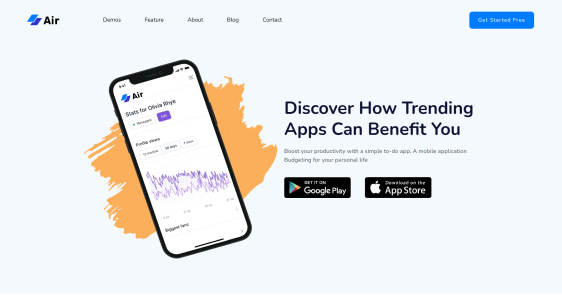 Air
Demos
Feature
About
Blog
Contact
Get Started Free
9:41
Air
Stats for Olivia Rhye
Messages
Profile views
12 months
30 days
7 days
Biggest fans
Discover How Trending
Apps Can Benefit You
Boost your productivity with a simple to-do app. A mobile application
Budgeting for your personal life
GET IT ON
Google Play
Download on the
App Store